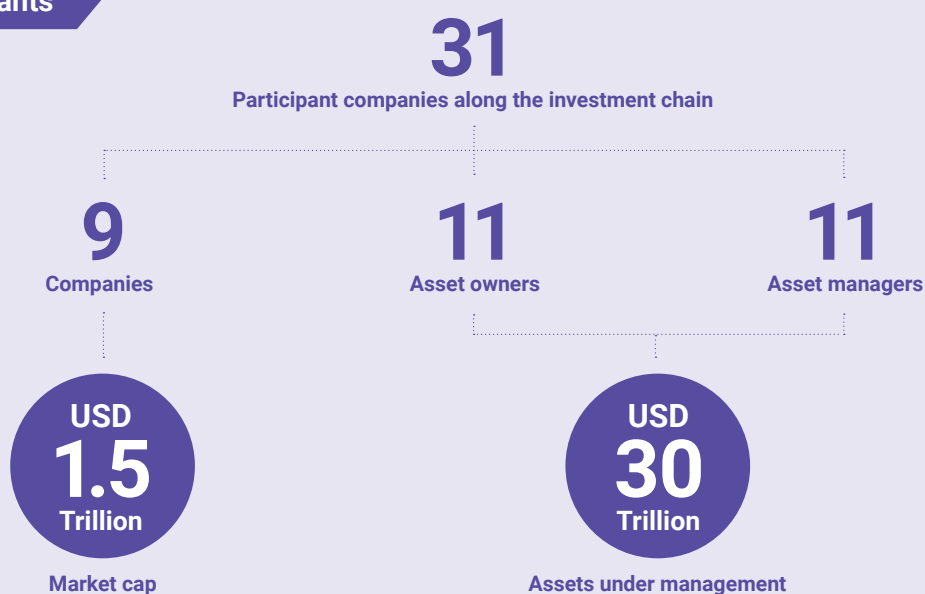 31
Participant companies along the investment chain
9
Companies
11
Asset owners
11
Asset managers
USD
1.5
Trillion
Market cap
USD
30
Trillion
Assets under management